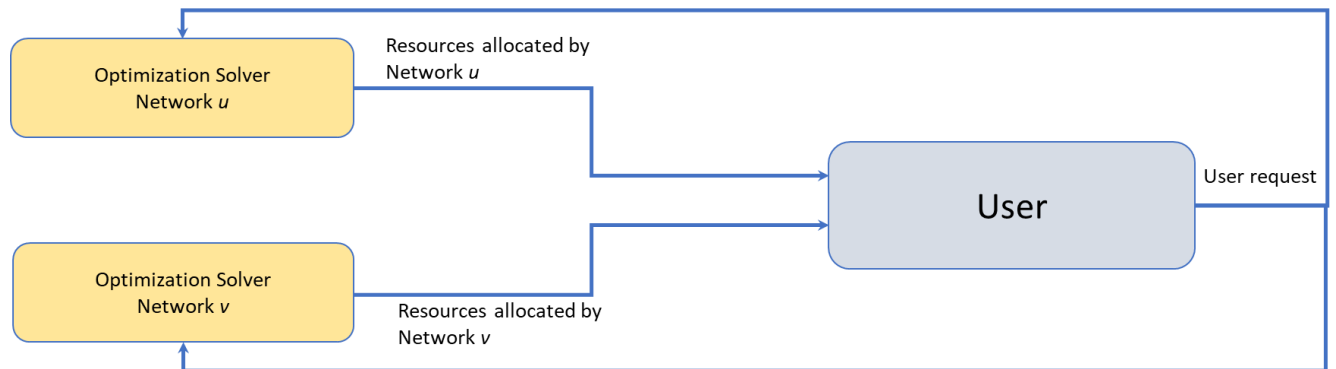 Optimization Solver
Network u
Resources allocated by
Network u
User
User request
Optimization Solver
Network v
Resources allocated by
Network v